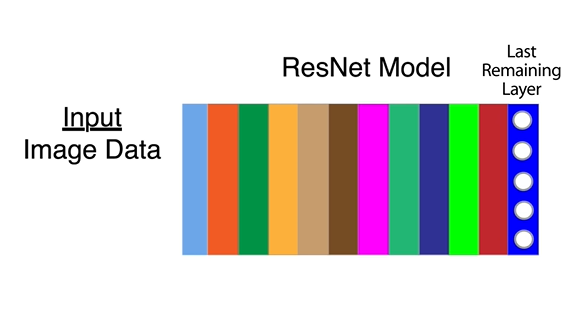 ResNet Model
Last
Remaining
Layer
Input
Image Data